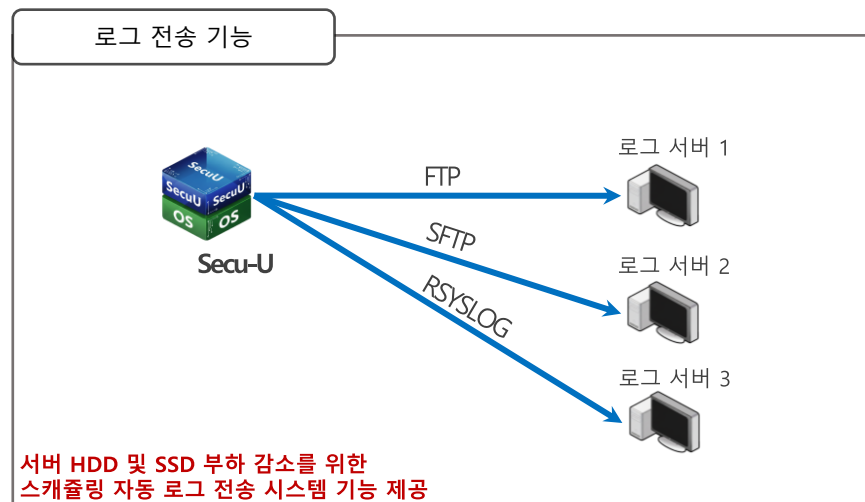 로그 전송 기능
로그 서버 1
FTP
SecuU
SecuU SecuU
OS OS
SFTP
Secu-U
로그 서버 2
RSYSLOG
로그 서버 3
서버 HDD 및 SSD 부하 감소를 위한
스캐쥴링 자동 로그 전송 시스템 기능 제공